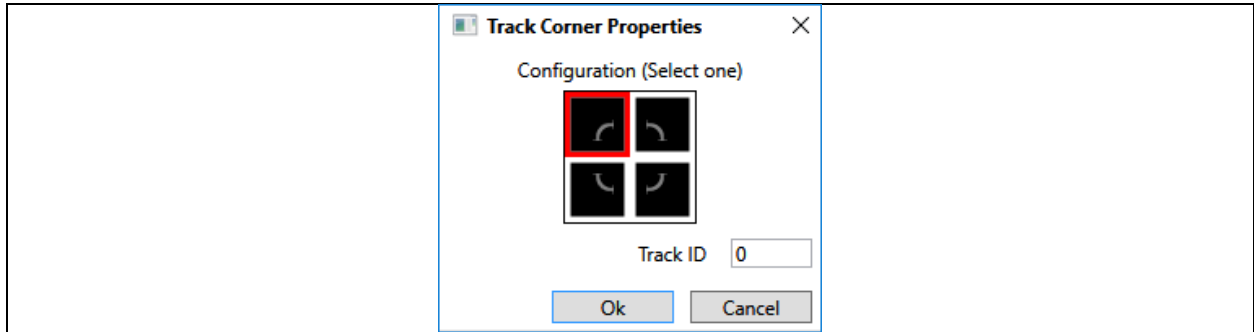 Track Corner Properties
Configuration (Select one)
Track ID 0
Ok Cancel